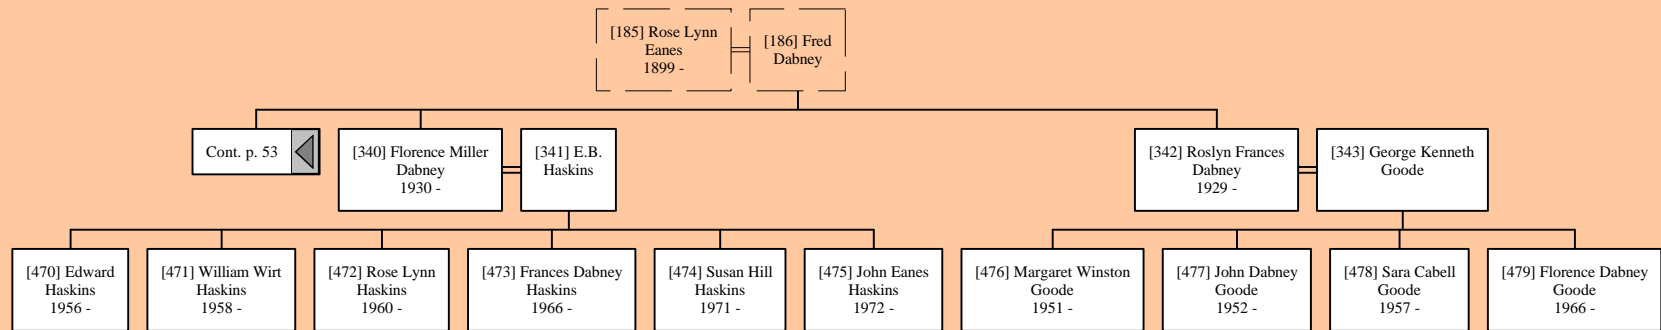 [185] Rose Lynn
Eanes
1899 -
[186] Fred
Dabney
Cont. p. 53
[340] Florence Miller
Dabney
1930 -
[341] E.B.
Haskins
[342] Roslyn Frances
Dabney
1929 -
[343] George Kenneth
Goode
[470] Edward
Haskins
1956 -
[471] William Wirt
Haskins
1958 -
[472] Rose Lynn
Haskins
1960 -
[473] Frances Dabney
Haskins
1966 -
[474] Susan Hill
Haskins
1971 -
[475] John Eanes
Haskins
1972 -
[476] Margaret Winston
Goode
1951 -
[477] John Dabney
Goode
1952 -
[478] Sara Cabell
Goode
1957 -
[479] Florence Dabney
Goode
1966 -